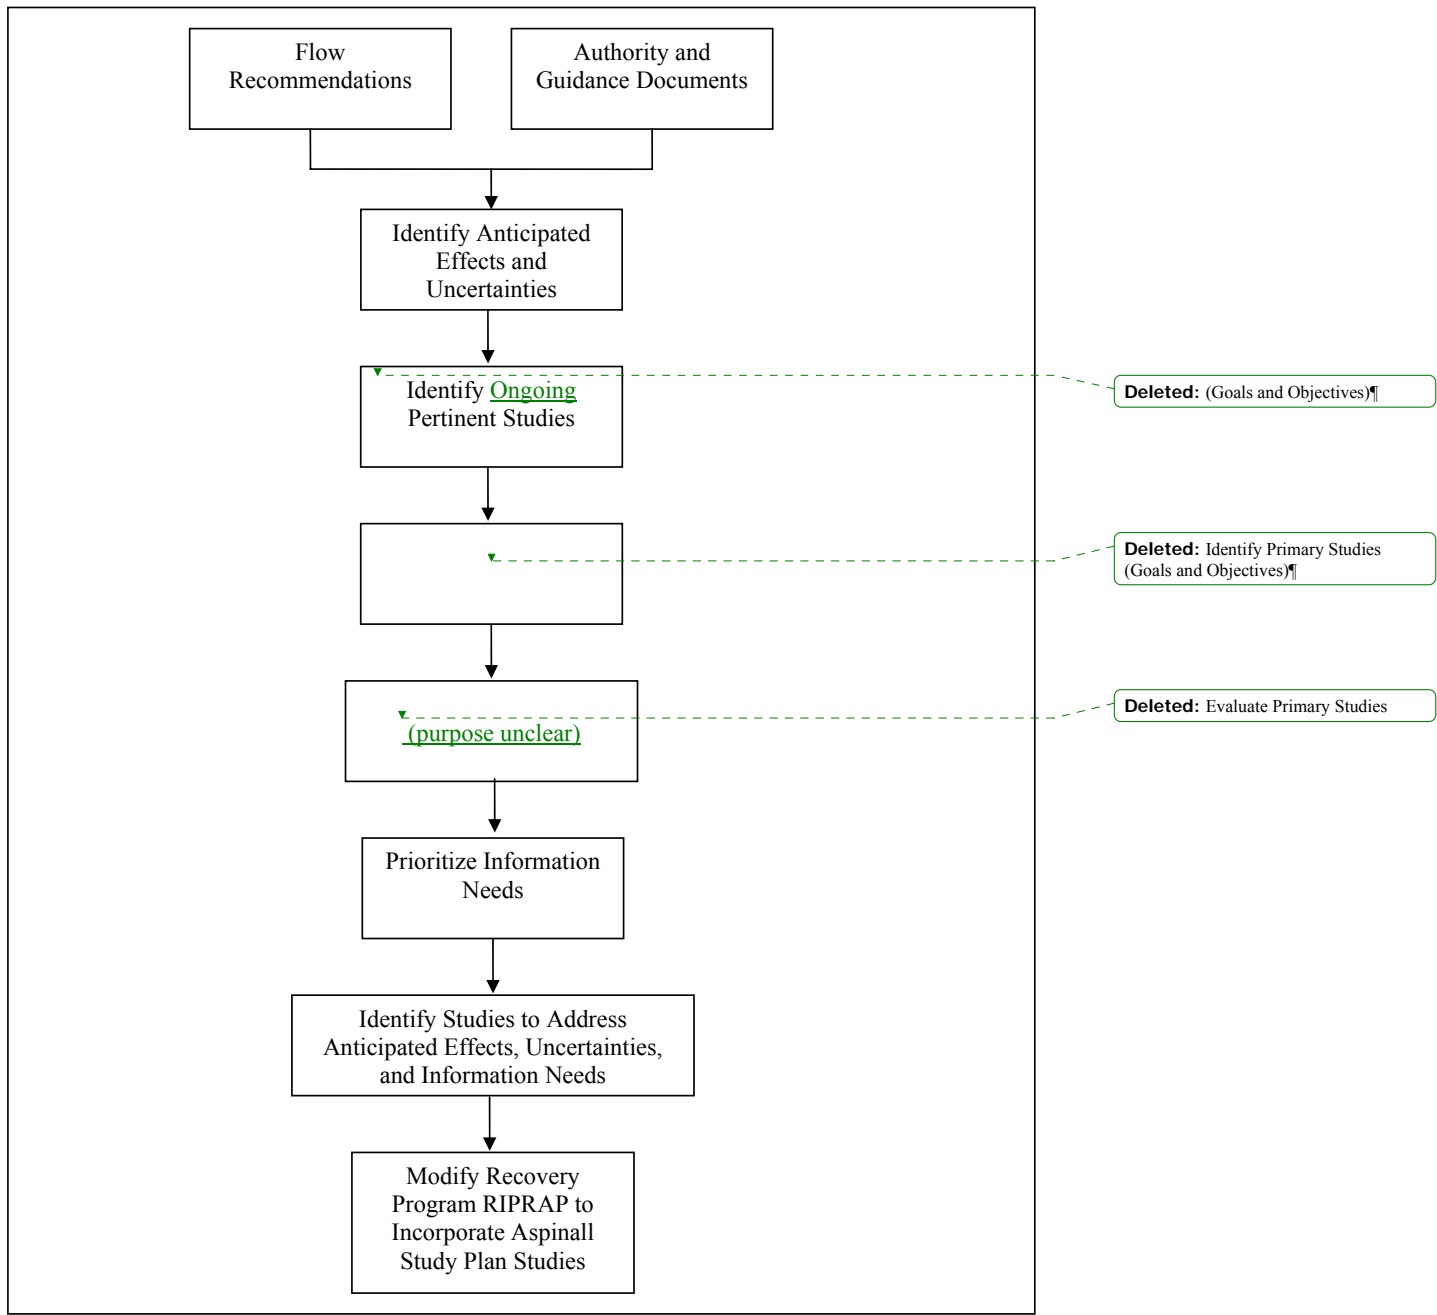 Flow
Recommendations
Authority and
Guidance Documents
Identify Anticipated
Effects and
Uncertainties
Identify Ongoing
Pertinent Studies
Deleted: (Goals and Objectives)¶
Deleted: Identify Primary Studies
(Goals and Objectives)¶
(purpose unclear)
Deleted: Evaluate Primary Studies
Prioritize Information
Needs
Identify Studies to Address
Anticipated Effects, Uncertainties,
and Information Needs
Modify Recovery
Program RIPRAP to
Incorporate Aspinall
Study Plan Studies